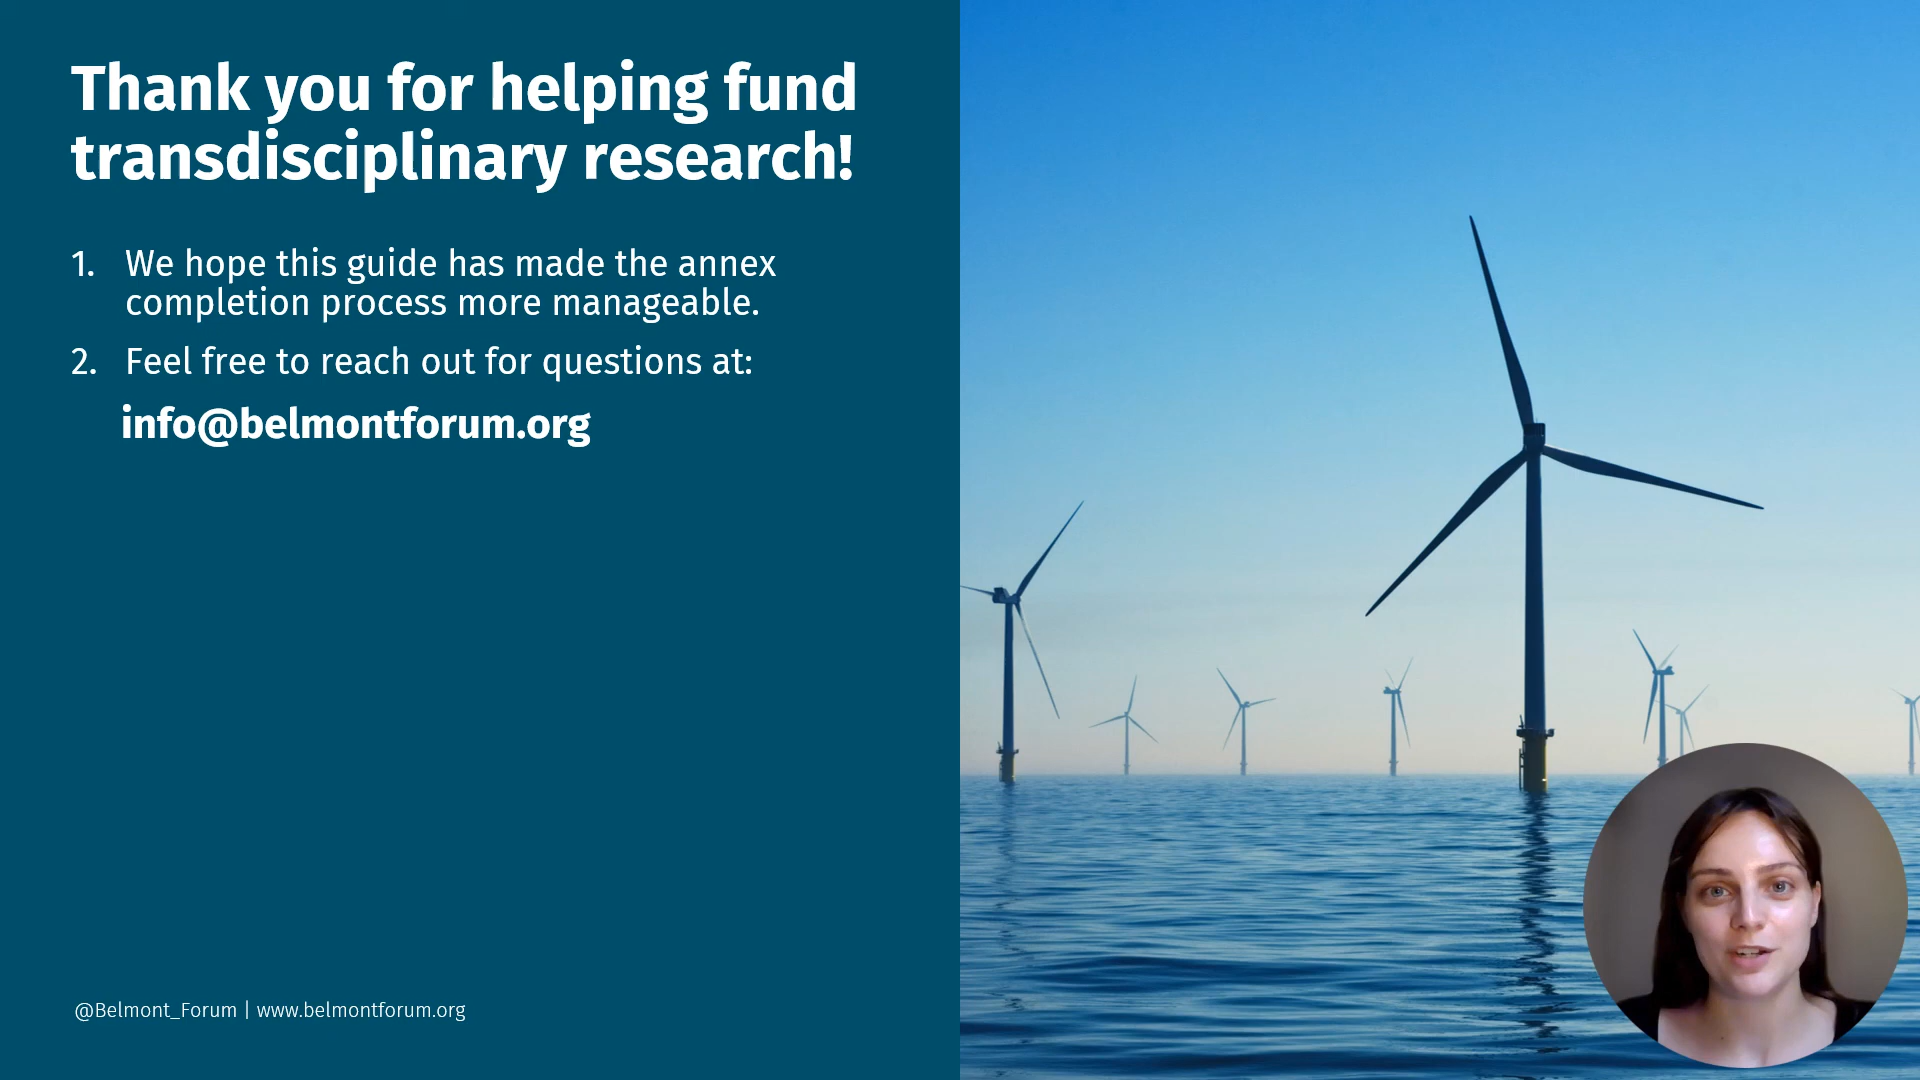 Thank you for helping fund
transdisciplinary research!
1. We hope this guide has made the annex
completion process more manageable.
2. Feel free to reach out for questions at:
info@belmontforum.org
@Belmont_Forum | www.belmontforum.org